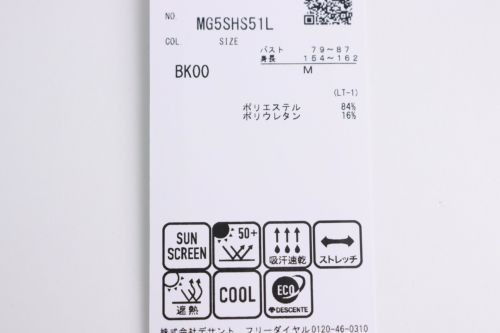 NO. MG5SHS51L
COL. SIZE
バスト 79~87
身長 154~162
BK00 M
(LT-1)
ポリエステル 84%
ポリウレタン 16%
SUN SCREEN
50+
吸汗速乾
ストレッチ
遮熱
COOL
ECO
DESCENTE
株式会社デサント フリーダイヤル0120-46-0310